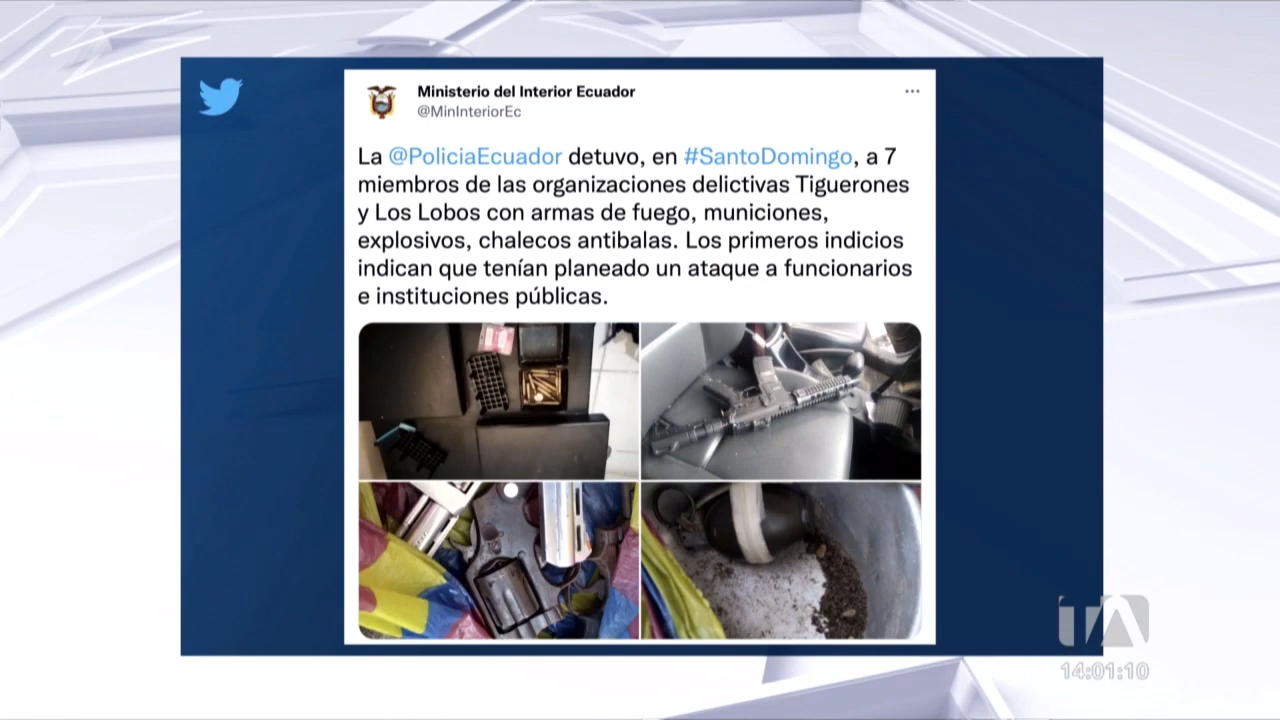 Ministerio del Interior Ecuador
@MinInteriorEc
La @PoliciaEcuador detuvo, en #SantoDomingo, a 7
miembros de las organizaciones delictivas Tiguerones
y Los Lobos con armas de fuego, municiones,
explosivos, chalecos antibalas. Los primeros indicios
indican que tenían planeado un ataque a funcionarios
e instituciones públicas.
TA
14:01:10